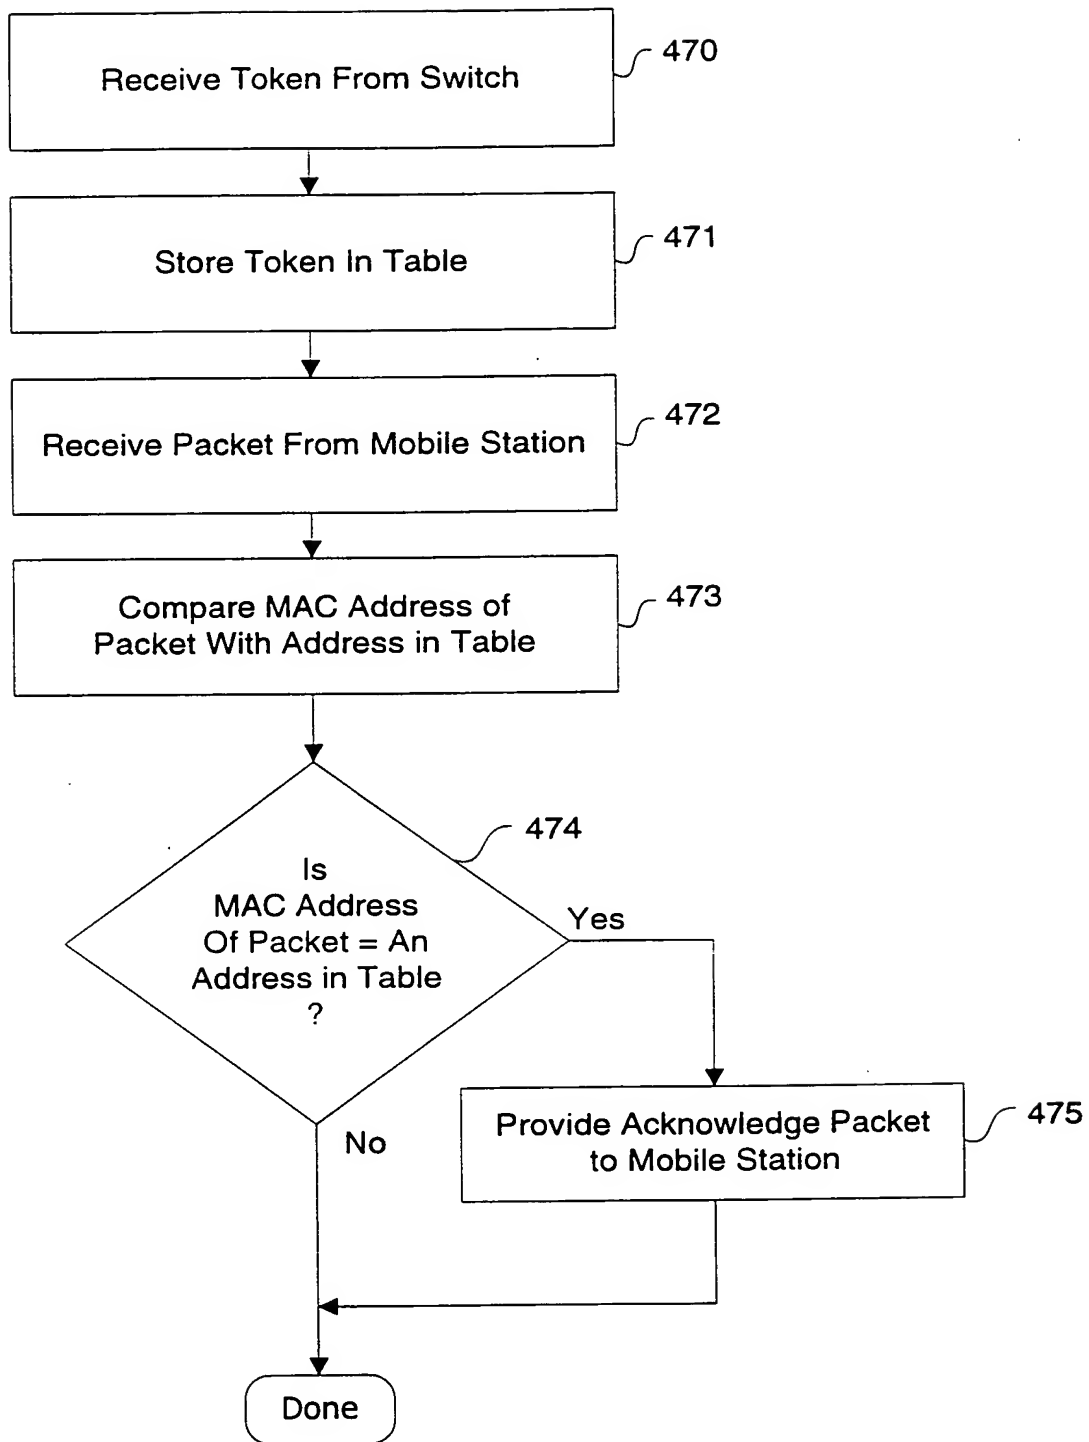 Receive Token From Switch
470
Store Token In Table
471
Receive Packet From Mobile Station
472
Compare MAC Address of
Packet With Address in Table
473
474
Is
MAC Address
Of Packet = An
Address in Table
?
Yes
No
Provide Acknowledge Packet
to Mobile Station
475
Done